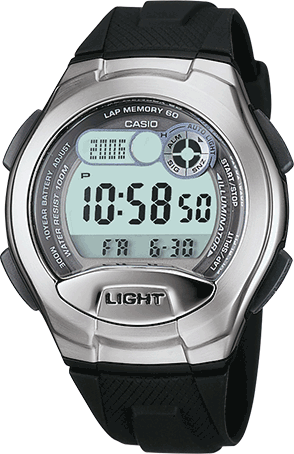 LAP MEMORY 60
CASIO
AUTO LIGHT
H
ALM
SIG
10YEAR BATTERY
WATER RESIST 100M
ADJUST
MODE
START/STOP
ILLUMINATOR
LAP/SPLIT
P
10:58 50
FR 6-30
LIGHT